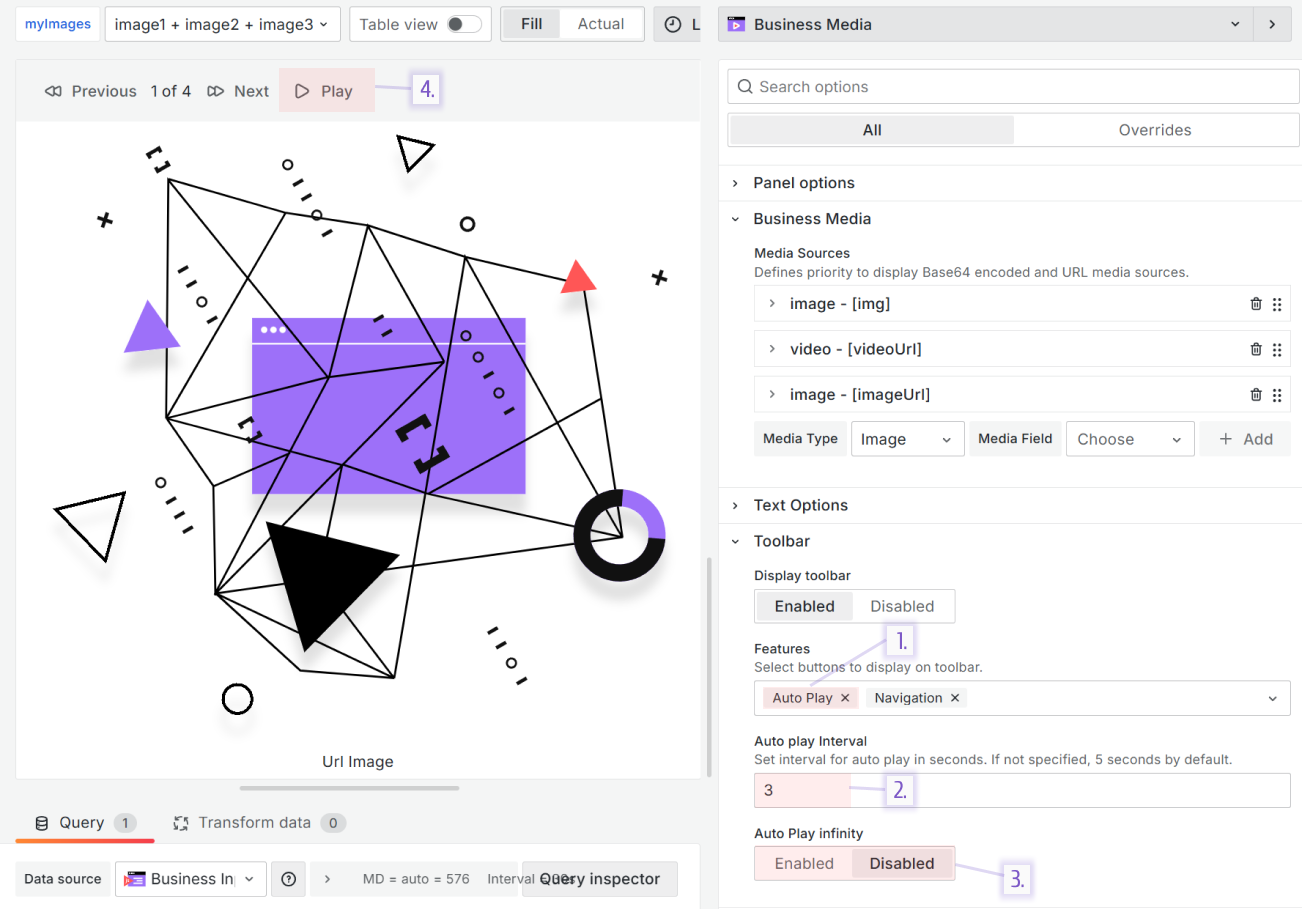 myImages image1 + image2 + image3 Table view Fill Actual L
Previous 1 of 4 Next Play 4.
Url Image
Query 1 Transform data 0
Data source Business In MD = auto = 576 Interval = Query inspector
Business Media
Search options
All Overrides
Panel options
Business Media
Media Sources
Defines priority to display Base64 encoded and URL media sources.
image - [img]
video - [videoUrl]
image - [imageUrl]
Media Type Image Media Field Choose + Add
Text Options
Toolbar
Display toolbar
Enabled Disabled
1.
Features
Select buttons to display on toolbar.
Auto Play Navigation
Auto play Interval
Set interval for auto play in seconds. If not specified, 5 seconds by default.
3 2.
Auto Play infinity
Enabled Disabled
3.